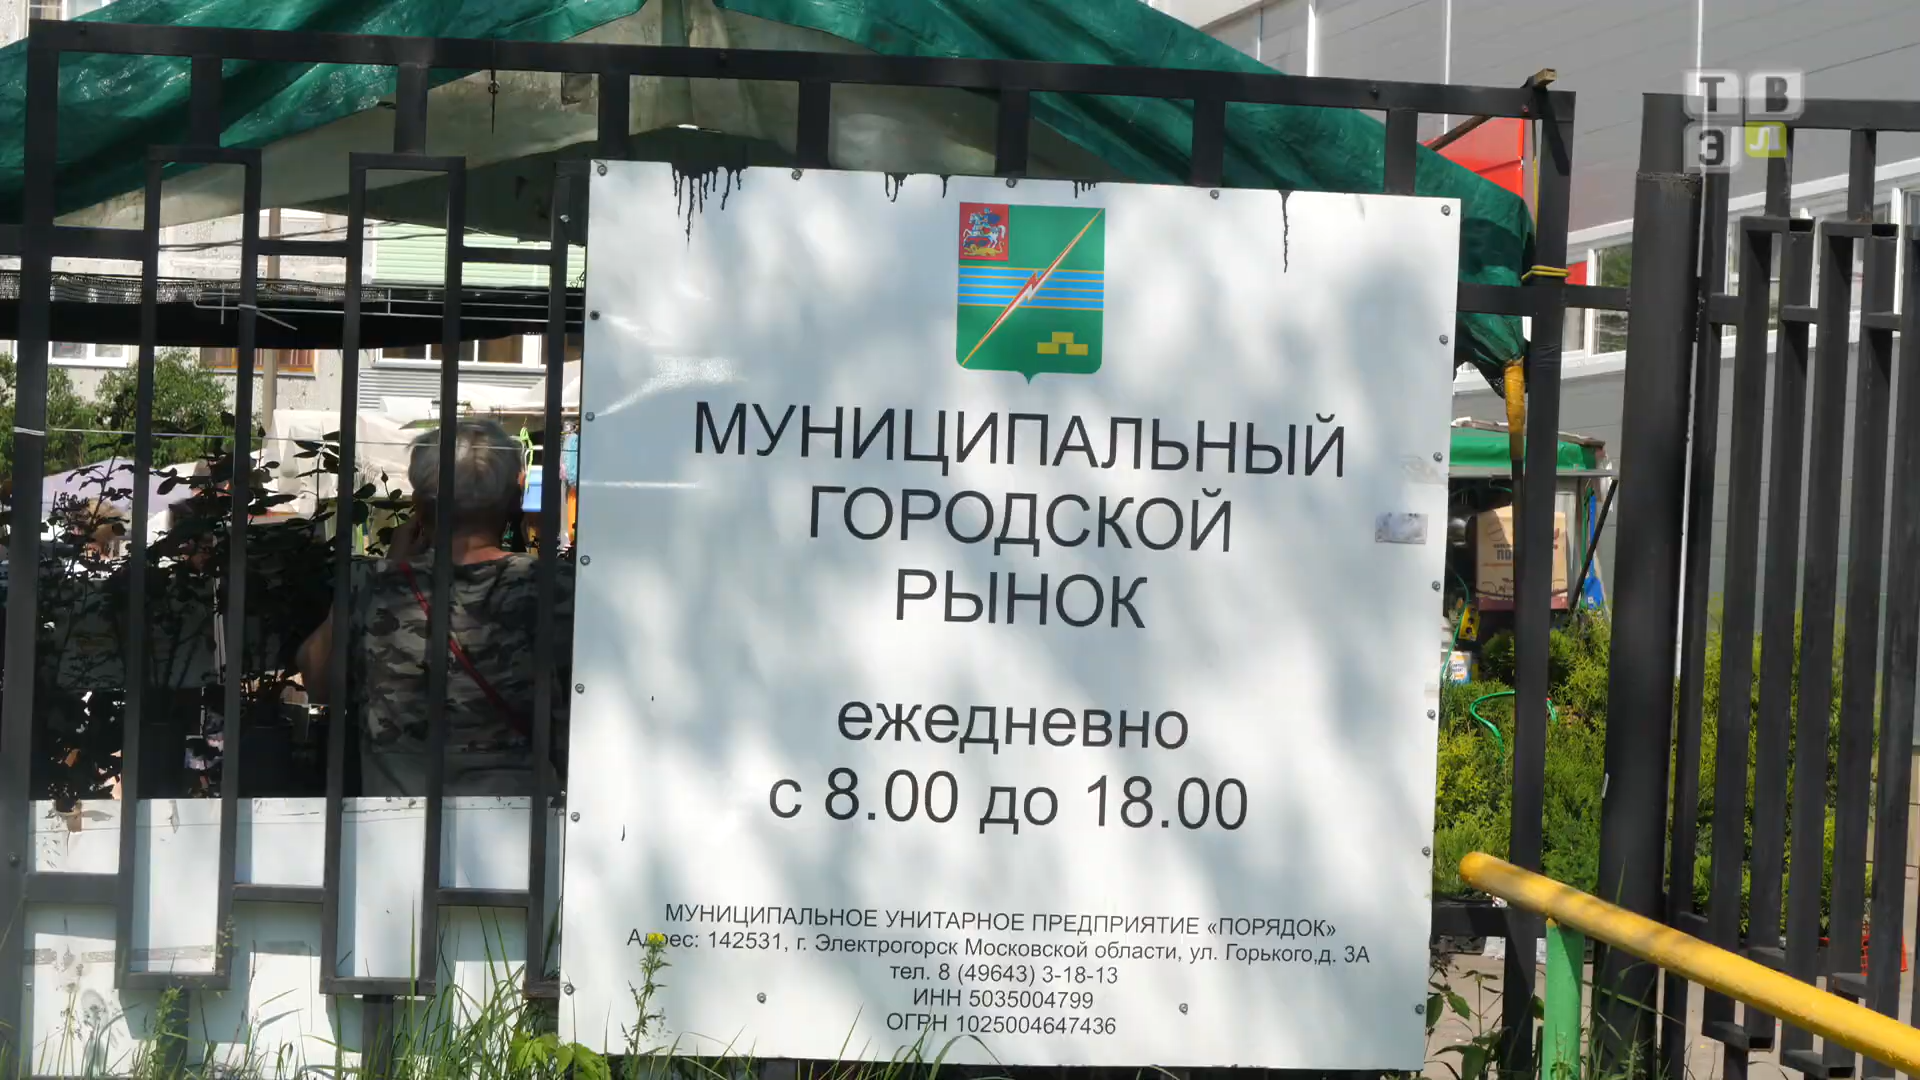 ТВ
ЭЛ
МУНИЦИПАЛЬНЫЙ
ГОРОДСКОЙ
РЫНОК
ежедневно
с 8.00 до 18.00
МУНИЦИПАЛЬНОЕ УНИТАРНОЕ ПРЕДПРИЯТИЕ «ПОРЯДОК»
Адрес: 142531, г. Электрогорск Московской области, ул. Горького,д. 3А
тел. 8 (49643) 3-18-13
ИНН 5035004799
ОГРН 1025004647436